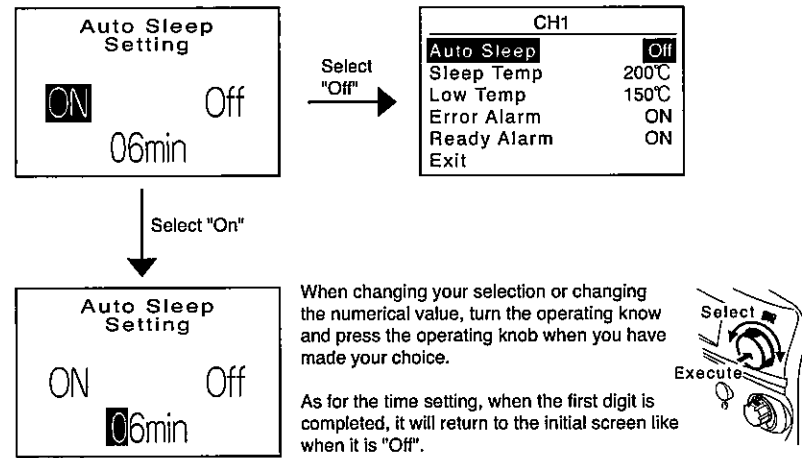 Auto Sleep
Setting
ON Off
06min
Select
"Off"
CH1
Auto Sleep Off
Sleep Temp 200℃
Low Temp 150℃
Error Alarm ON
Ready Alarm ON
Exit
Select "On"
Auto Sleep
Setting
ON Off
06min
When changing your selection or changing
the numerical value, turn the operating know
and press the operating knob when you have
made your choice.
As for the time setting, when the first digit is
completed, it will return to the initial screen like
when it is "Off".
Select
Execute